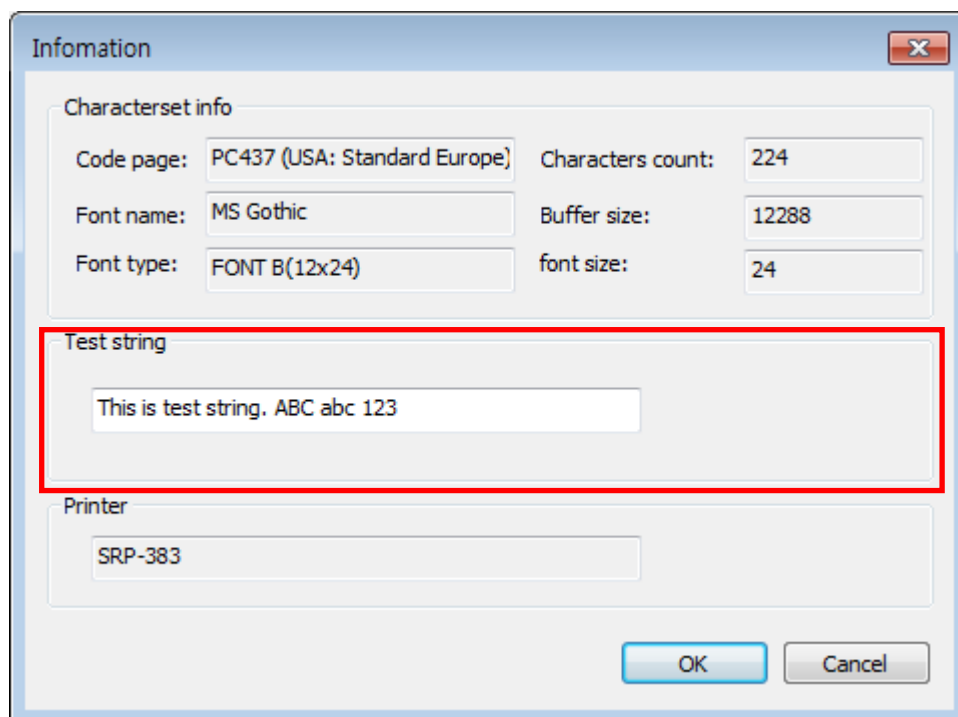 Infomation
Characterset info
Code page: PC437 (USA: Standard Europe) Characters count: 224
Font name: MS Gothic Buffer size: 12288
Font type: FONT B(12x24) font size: 24
Test string
This is test string. ABC abc 123
Printer
SRP-383
OK Cancel